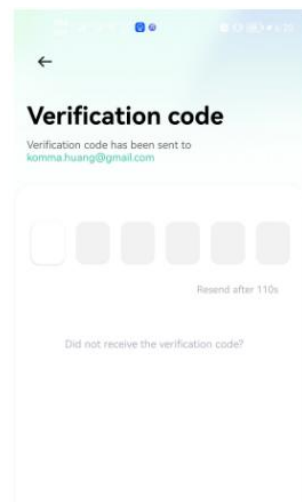 Verification code
Verification code has been sent to
komma.huang@gmail.com
Resend after 110s
Did not receive the verification code?